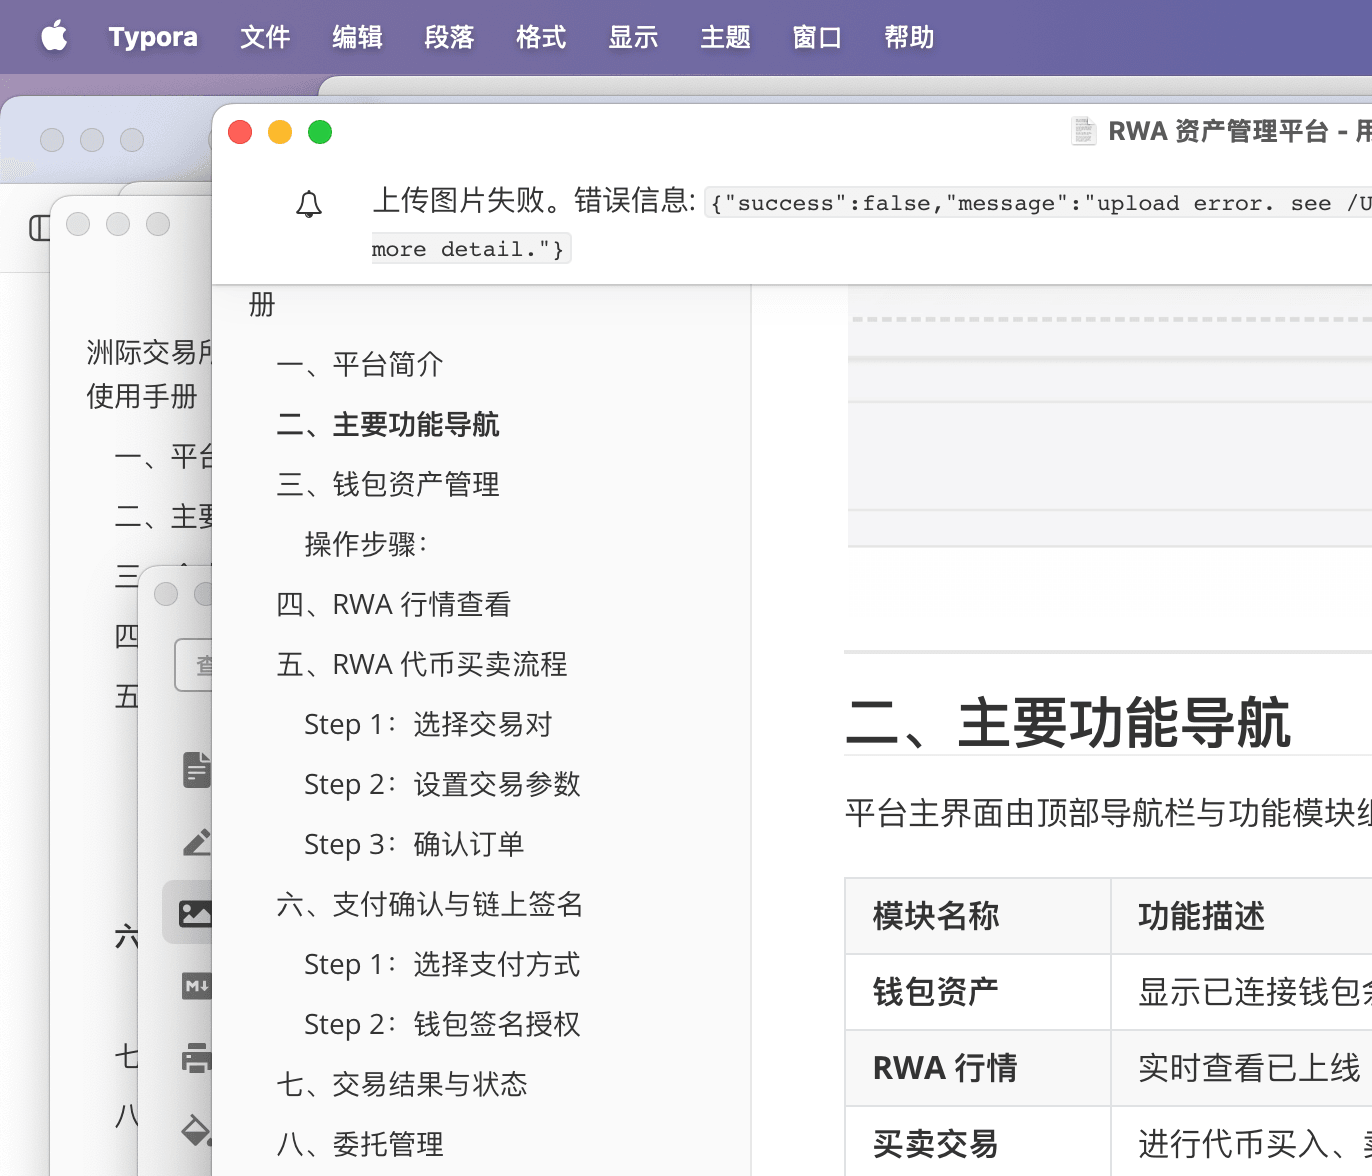 Typora 文件 编辑 段落 格式 显示 主题 窗口 帮助
RWA 资产管理平台 - 用
上传图片失败。错误信息: {"success":false,"message":"upload error. see /U
more detail."}
洲际交易所
使用手册
一、平台
二、主要
三
四
五
六
七
八
查
M↓
册
一、平台简介
二、主要功能导航
三、钱包资产管理
操作步骤：
四、RWA 行情查看
五、RWA 代币买卖流程
Step 1：选择交易对
Step 2：设置交易参数
Step 3：确认订单
六、支付确认与链上签名
Step 1：选择支付方式
Step 2：钱包签名授权
七、交易结果与状态
八、委托管理
二、主要功能导航
平台主界面由顶部导航栏与功能模块组
模块名称 功能描述
钱包资产 显示已连接钱包余
RWA 行情 实时查看已上线
买卖交易 进行代币买入、卖